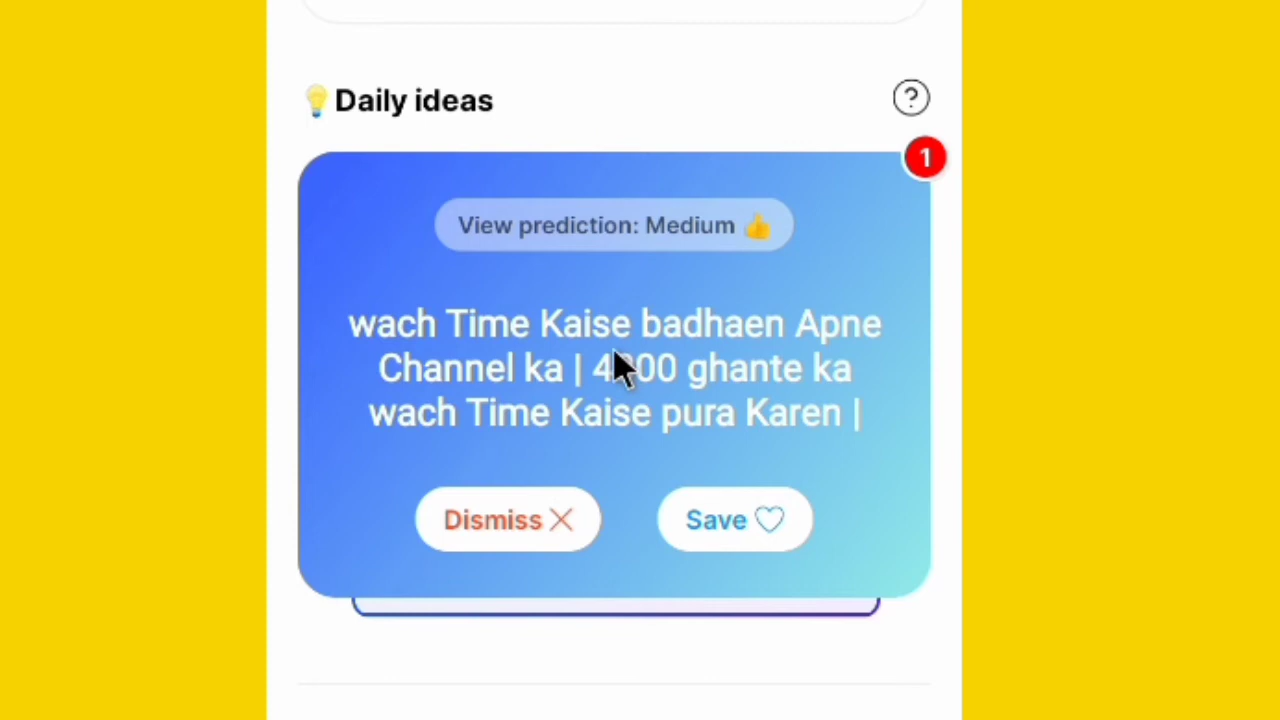 💡Daily ideas
?
1
View prediction: Medium 👍
wach Time Kaise badhaen Apne
Channel ka | ghante ka
wach Time Kaise pura Karen |
Dismiss
Save